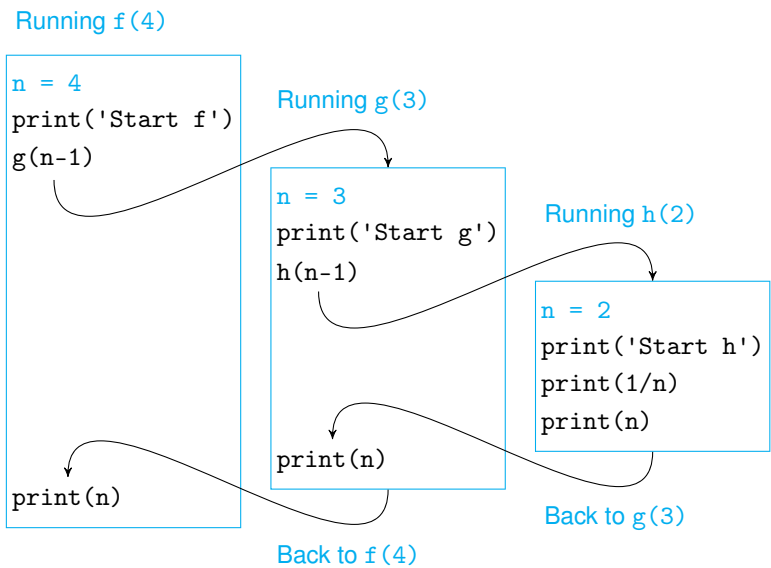 Running f(4)
n = 4
print('Start f')
g(n-1)
print(n)
Running g(3)
n = 3
print('Start g')
h(n-1)
print(n)
Back to f(4)
Running h(2)
n = 2
print('Start h')
print(1/n)
print(n)
Back to g(3)